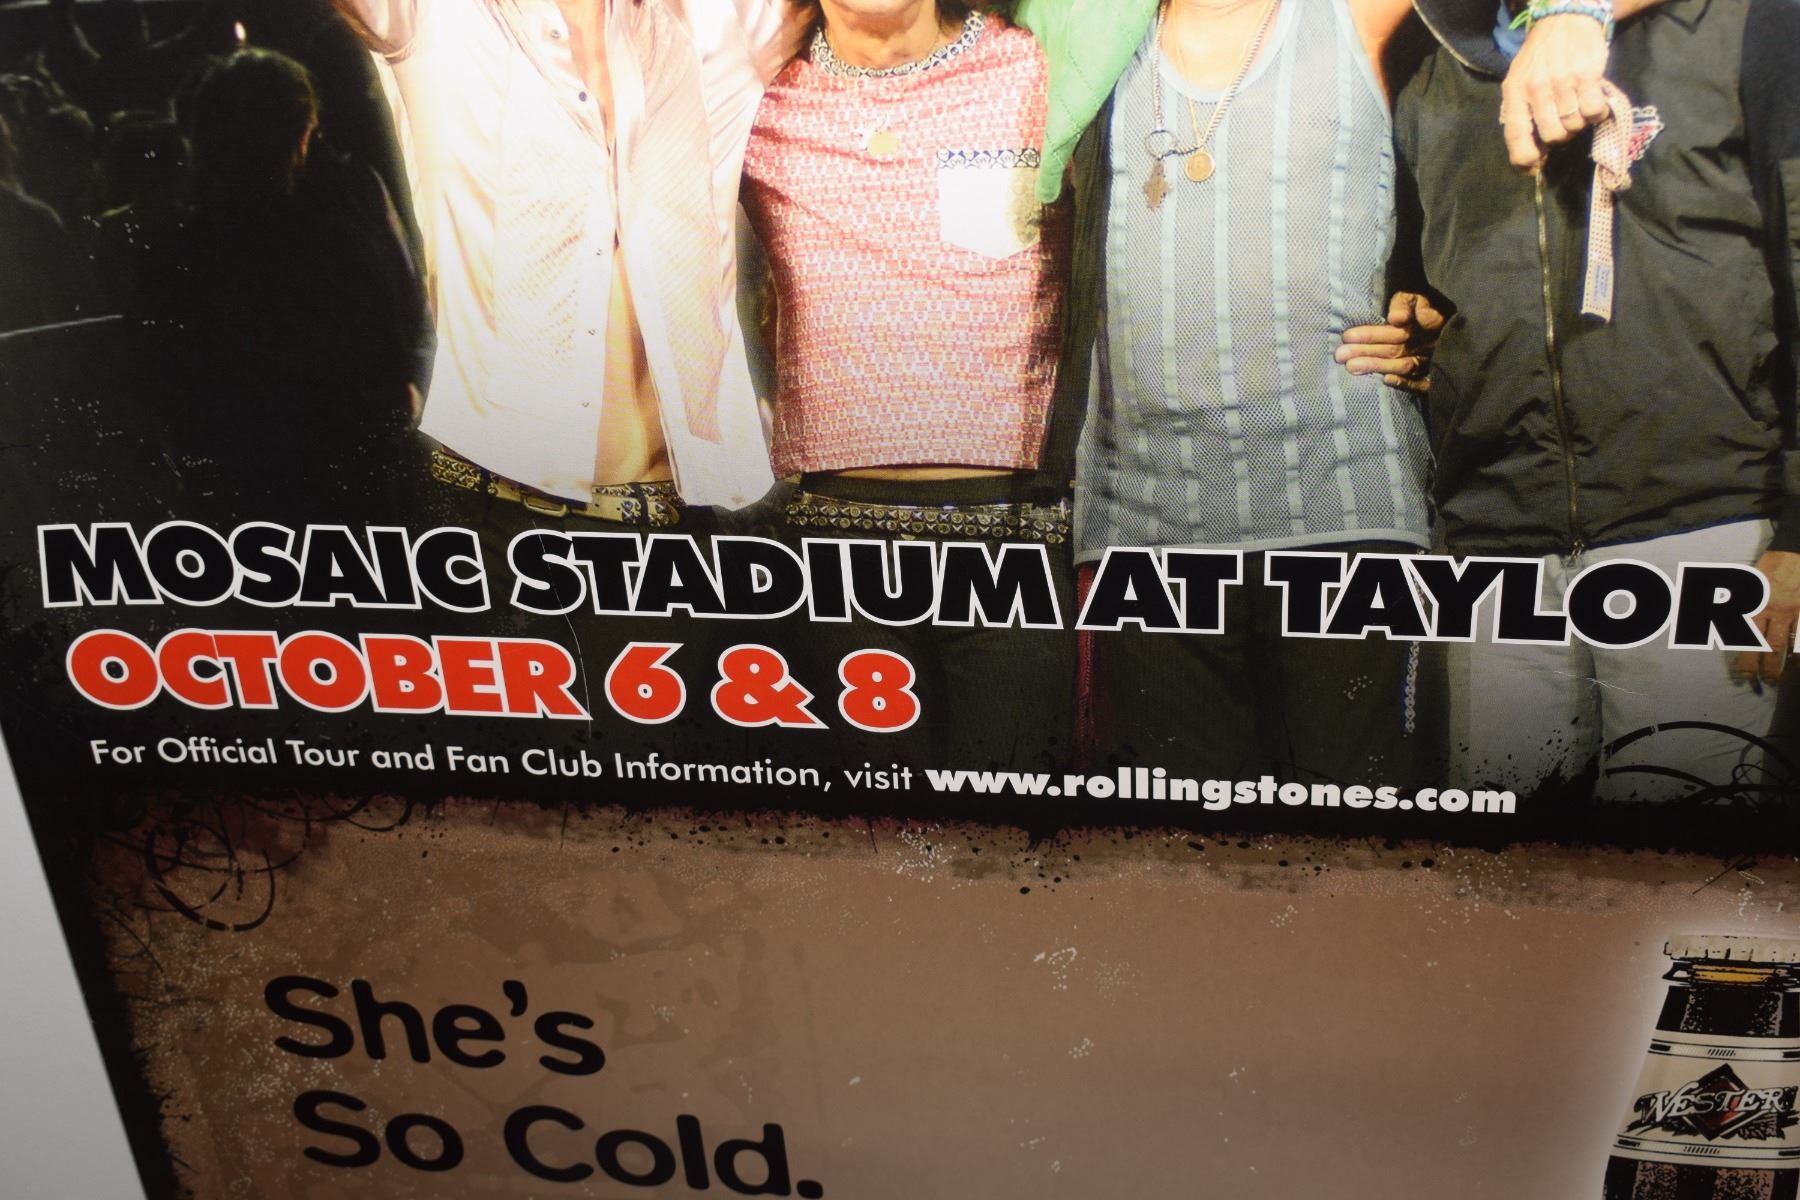 MOSAIC STADIUM AT TAYLOR
OCTOBER 6 & 8
For Official Tour and Fan Club Information, visit www.rollingstones.com
She's
So Cold.
WESTER